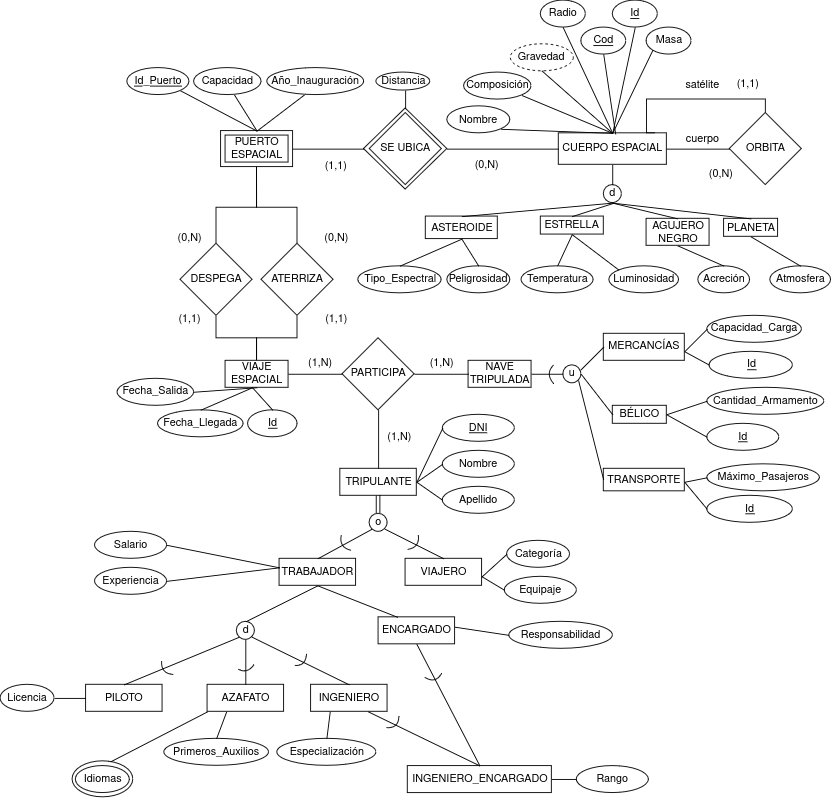 Radio
Id
Cod
Masa
Gravedad
Id_Puerto
Capacidad
Año_Inauguración
Distancia
Composición
satélite
(1,1)
Nombre
PUERTO
ESPACIAL
SE UBICA
CUERPO ESPACIAL
cuerpo
ORBITA
(1,1)
(0,N)
(0,N)
d
ASTEROIDE
ESTRELLA
AGUJERO
NEGRO
PLANETA
(0,N)
(0,N)
DESPEGA
ATERRIZA
Tipo_Espectral
Peligrosidad
Temperatura
Luminosidad
Acreción
Atmosfera
(1,1)
(1,1)
Capacidad_Carga
MERCANCÍAS
Id
VIAJE
ESPACIAL
(1,N)
PARTICIPA
(1,N)
NAVE
TRIPULADA
u
Fecha_Salida
Fecha_Llegada
Id
Cantidad_Armamento
BÉLICO
Id
(1,N)
DNI
Nombre
Apellido
TRIPULANTE
Máximo_Pasajeros
TRANSPORTE
Id
o
Salario
Experiencia
TRABAJADOR
VIAJERO
Categoría
Equipaje
d
ENCARGADO
Responsabilidad
Licencia
PILOTO
AZAFATO
INGENIERO
Primeros_Auxilios
Especialización
Idiomas
INGENIERO_ENCARGADO
Rango